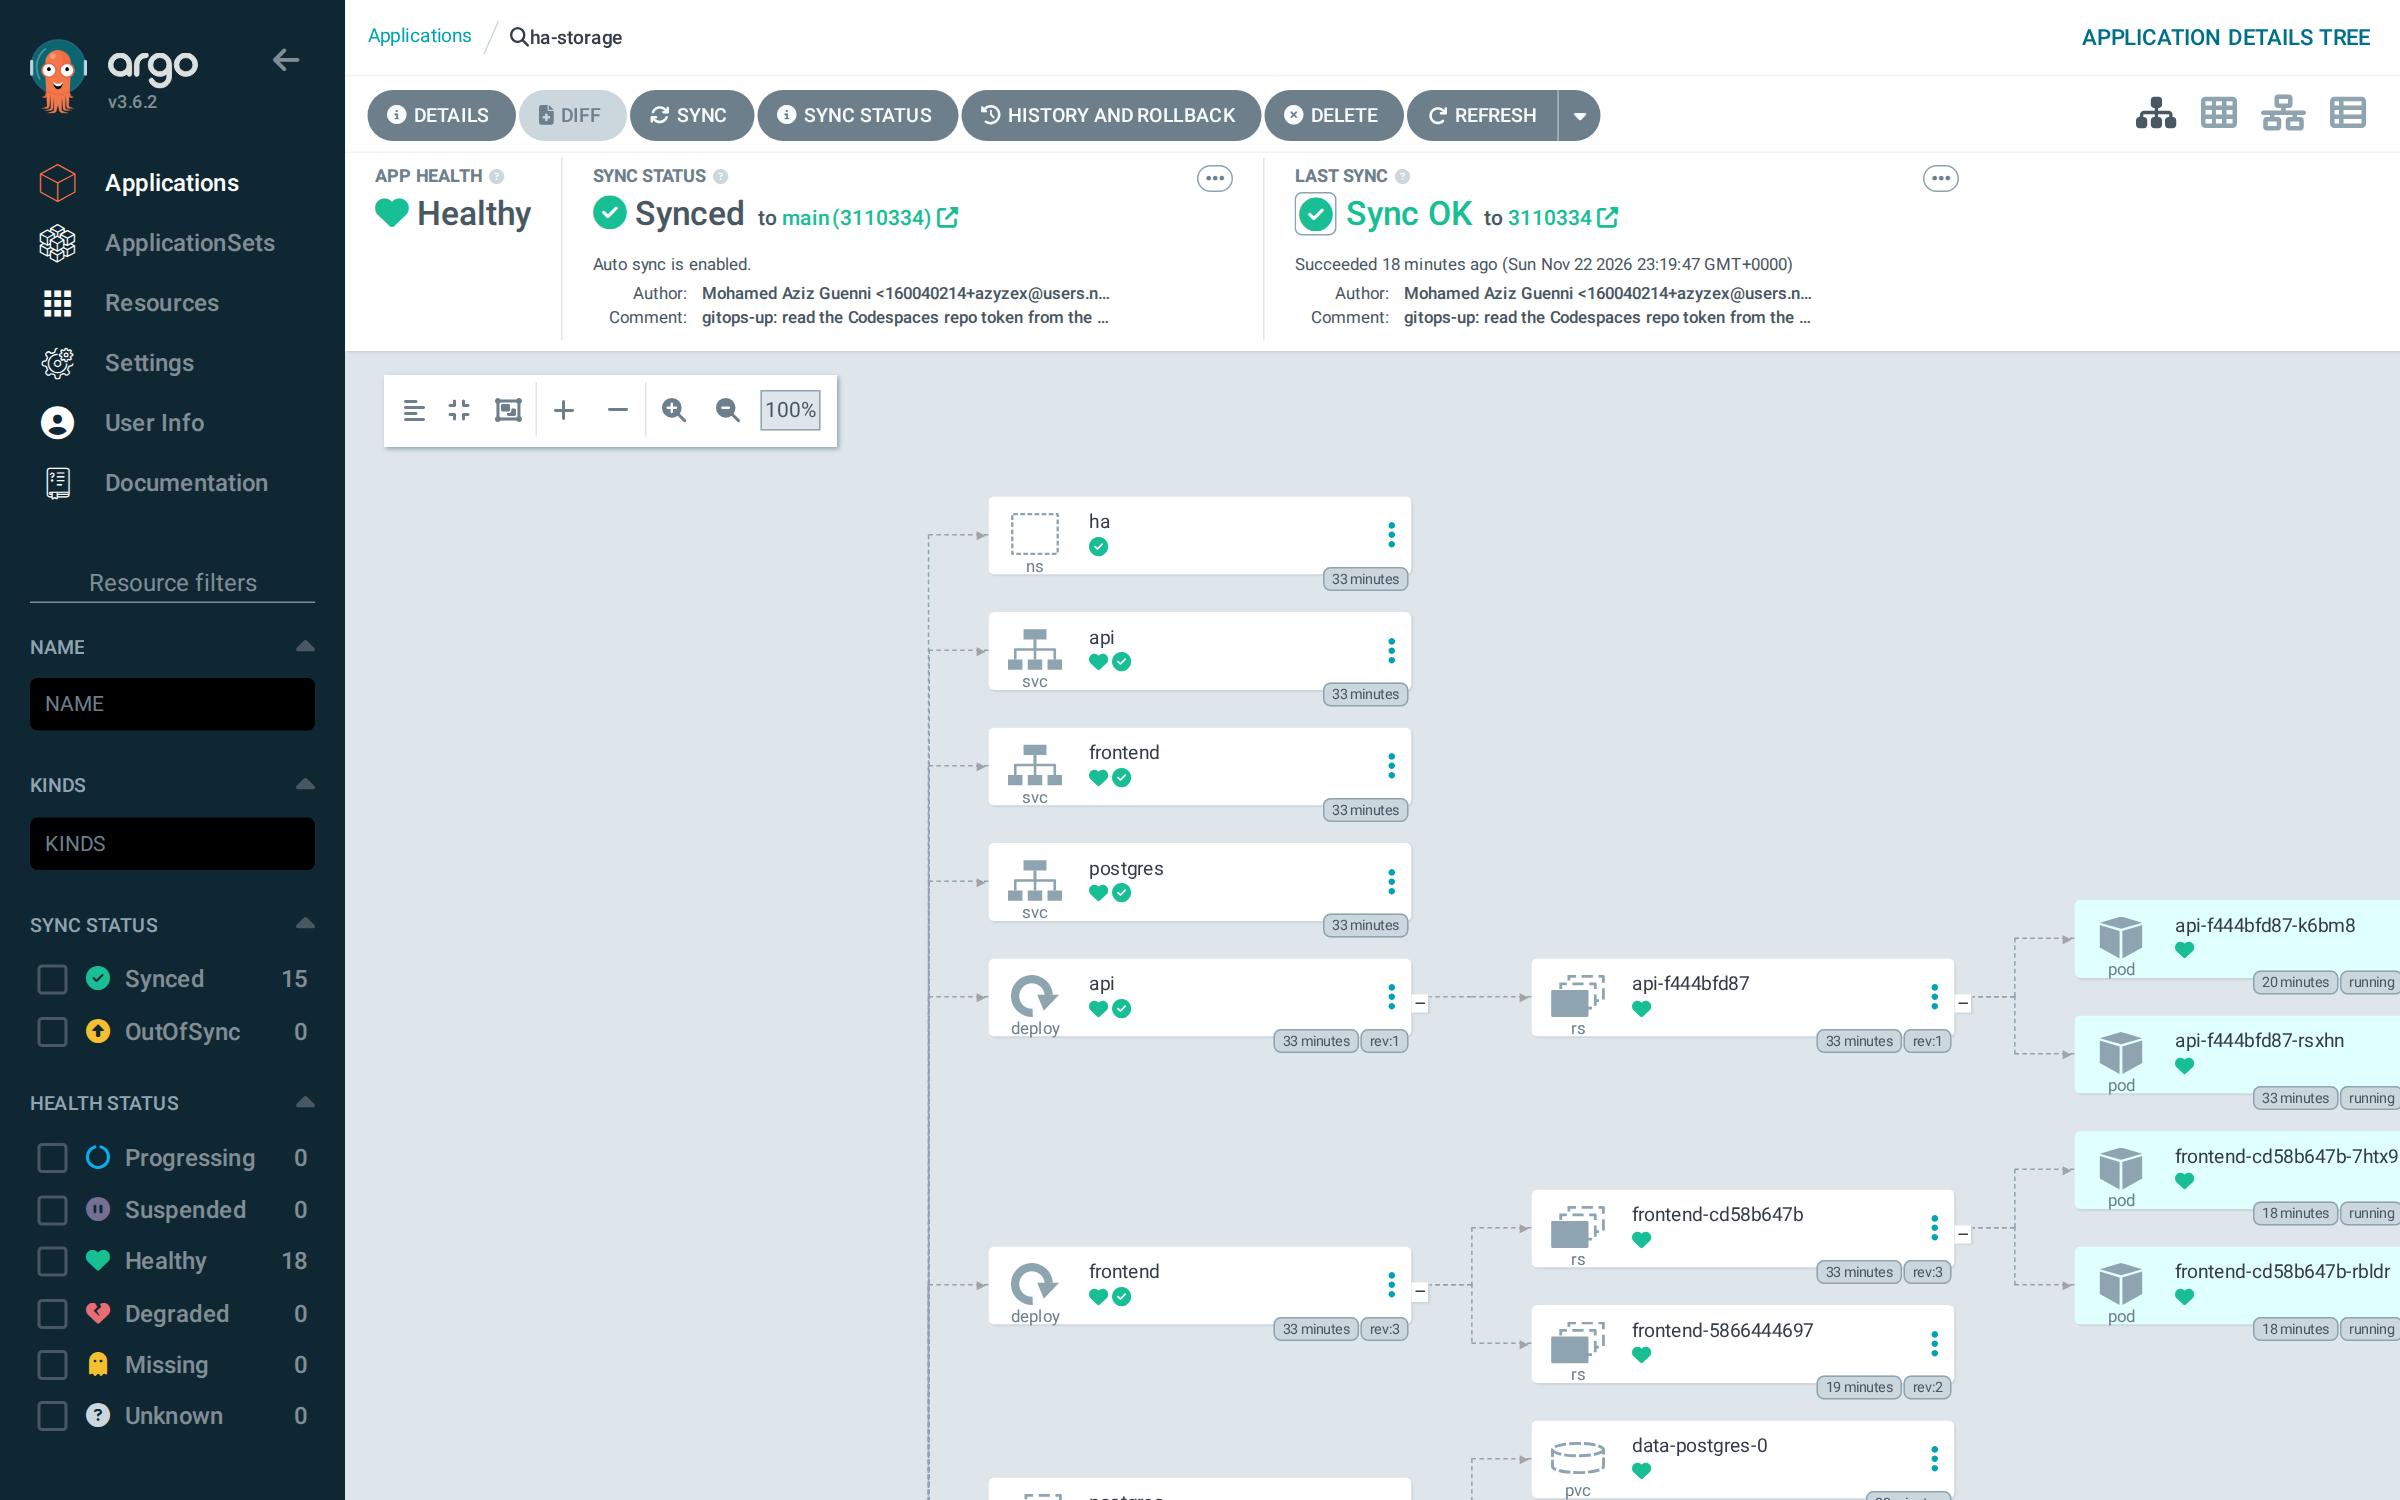 argo
v3.6.2
Applications
ApplicationSets
Resources
Settings
User Info
Documentation
Resource filters
NAME
NAME
KINDS
KINDS
SYNC STATUS
Synced 15
OutOfSync 0
HEALTH STATUS
Progressing 0
Suspended 0
Healthy 18
Degraded 0
Missing 0
Unknown 0
Applications / ha-storage
APPLICATION DETAILS TREE
DETAILS DIFF SYNC SYNC STATUS HISTORY AND ROLLBACK DELETE REFRESH
APP HEALTH
Healthy
SYNC STATUS
Synced to main (3110334)
Auto sync is enabled.
Author: Mohamed Aziz Guenni <160040214+azyzex@users.n...
Comment: gitops-up: read the Codespaces repo token from the ...
LAST SYNC
Sync OK to 3110334
Succeeded 18 minutes ago (Sun Nov 22 2026 23:19:47 GMT+0000)
Author: Mohamed Aziz Guenni <160040214+azyzex@users.n...
Comment: gitops-up: read the Codespaces repo token from the ...
100%
ha
ns
33 minutes
api
svc
33 minutes
frontend
svc
33 minutes
postgres
svc
33 minutes
api
deploy
33 minutes rev:1
api-f444bfd87
rs
33 minutes rev:1
api-f444bfd87-k6bm8
pod
20 minutes running
api-f444bfd87-rsxhn
pod
33 minutes running
frontend
deploy
33 minutes rev:3
frontend-cd58b647b
rs
33 minutes rev:3
frontend-cd58b647b-7htx9
pod
18 minutes running
frontend-cd58b647b-rbldr
pod
18 minutes running
frontend-5866444697
rs
19 minutes rev:2
data-postgres-0
pvc